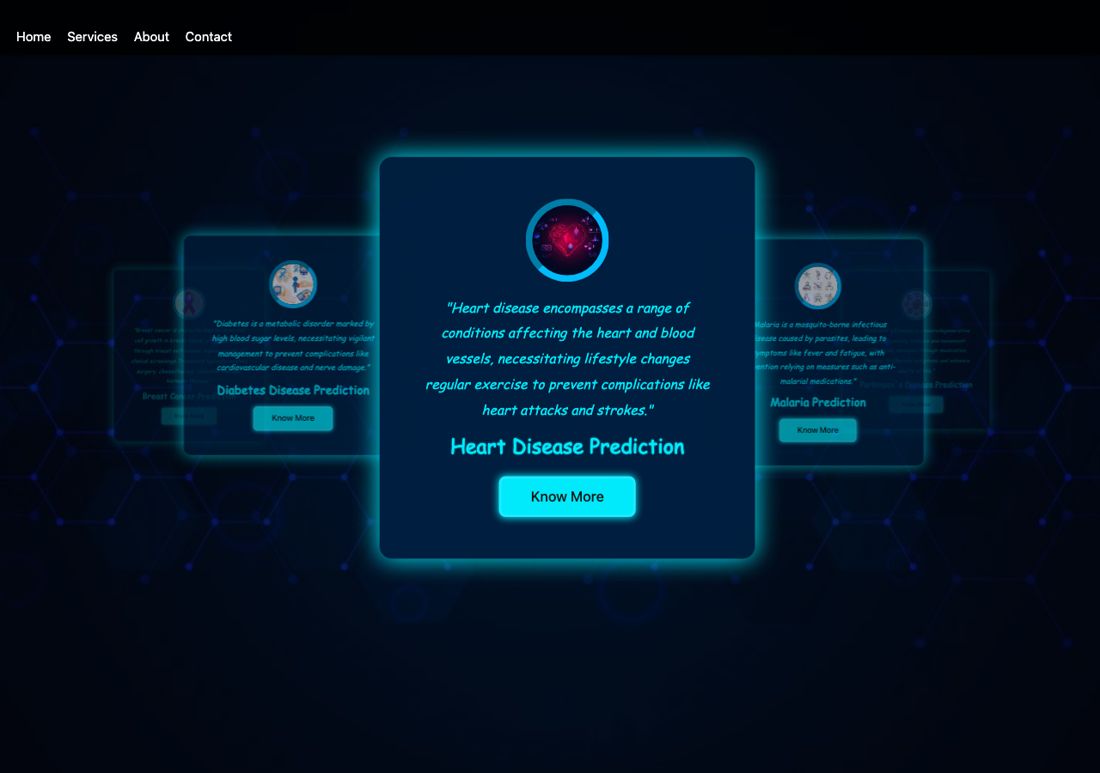 Home Services About Contact
"Heart disease encompasses a range of
conditions affecting the heart and blood
vessels, necessitating lifestyle changes
regular exercise to prevent complications like
heart attacks and strokes."
Heart Disease Prediction
Know More
"Diabetes is a metabolic disorder marked by
high blood sugar levels, necessitating vigilant
management to prevent complications like
cardiovascular disease and nerve damage."
Diabetes Disease Prediction
Know More
Malaria is a mosquito-borne infectious
disease caused by parasites, leading to
symptoms like fever and fatigue, with
relying on measures such as anti-
malarial medications."
Malaria Prediction
Know More
Breast Cancer
Disease Prediction